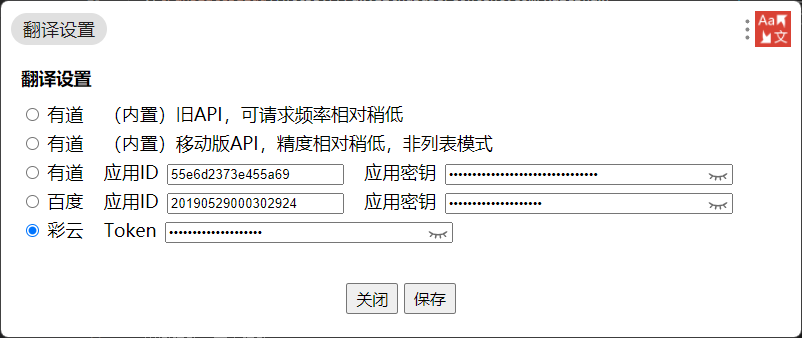 翻译设置
Aa
文
翻译设置
有道 （内置）旧API，可请求频率相对稍低
有道 （内置）移动版API，精度相对稍低，非列表模式
有道 应用ID 55e6d2373e455a69 应用密钥 ••••••••••••••••••••••••••••••••
百度 应用ID 20190529000302924 应用密钥 ••••••••••••••••••••
彩云 Token ••••••••••••••••••••
关闭 保存